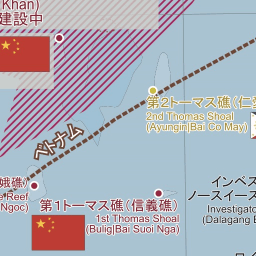 Khan)
建設中
第2トーマス礁（仁
2nd Thomas Shoal
(Ayungin|Bai Co May)
ベトナム
娥礁）
e Reef
Ngoc)
第1トーマス礁（信義礁）
1st Thomas Shoal
(Bulig|Bai Suoi Nga)
インベス
ノースイース
Investigato
(Dalagang B